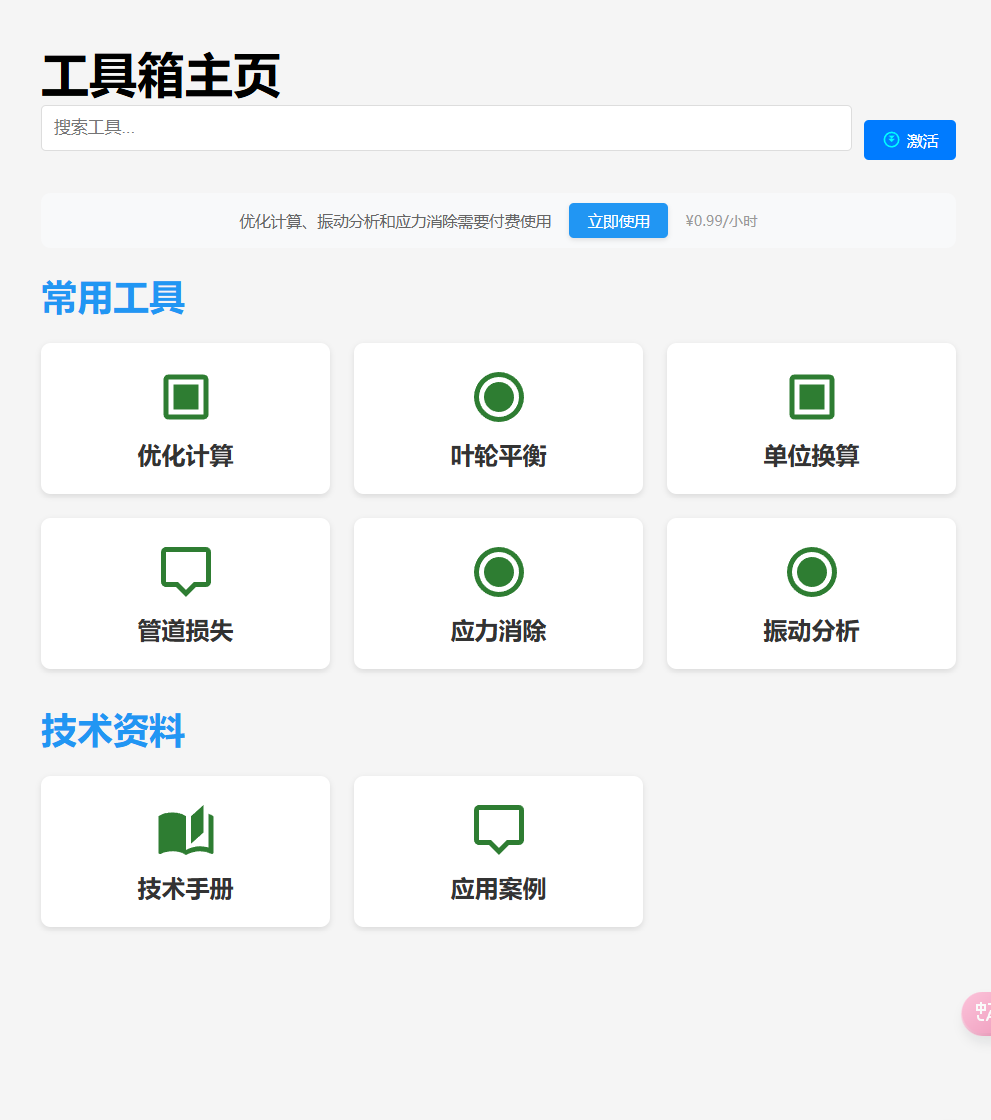 工具箱主页
搜索工具...
激活
优化计算、振动分析和应力消除需要付费使用 立即使用 ¥0.99/小时
常用工具
优化计算 叶轮平衡 单位换算
管道损失 应力消除 振动分析
技术资料
技术手册 应用案例
中